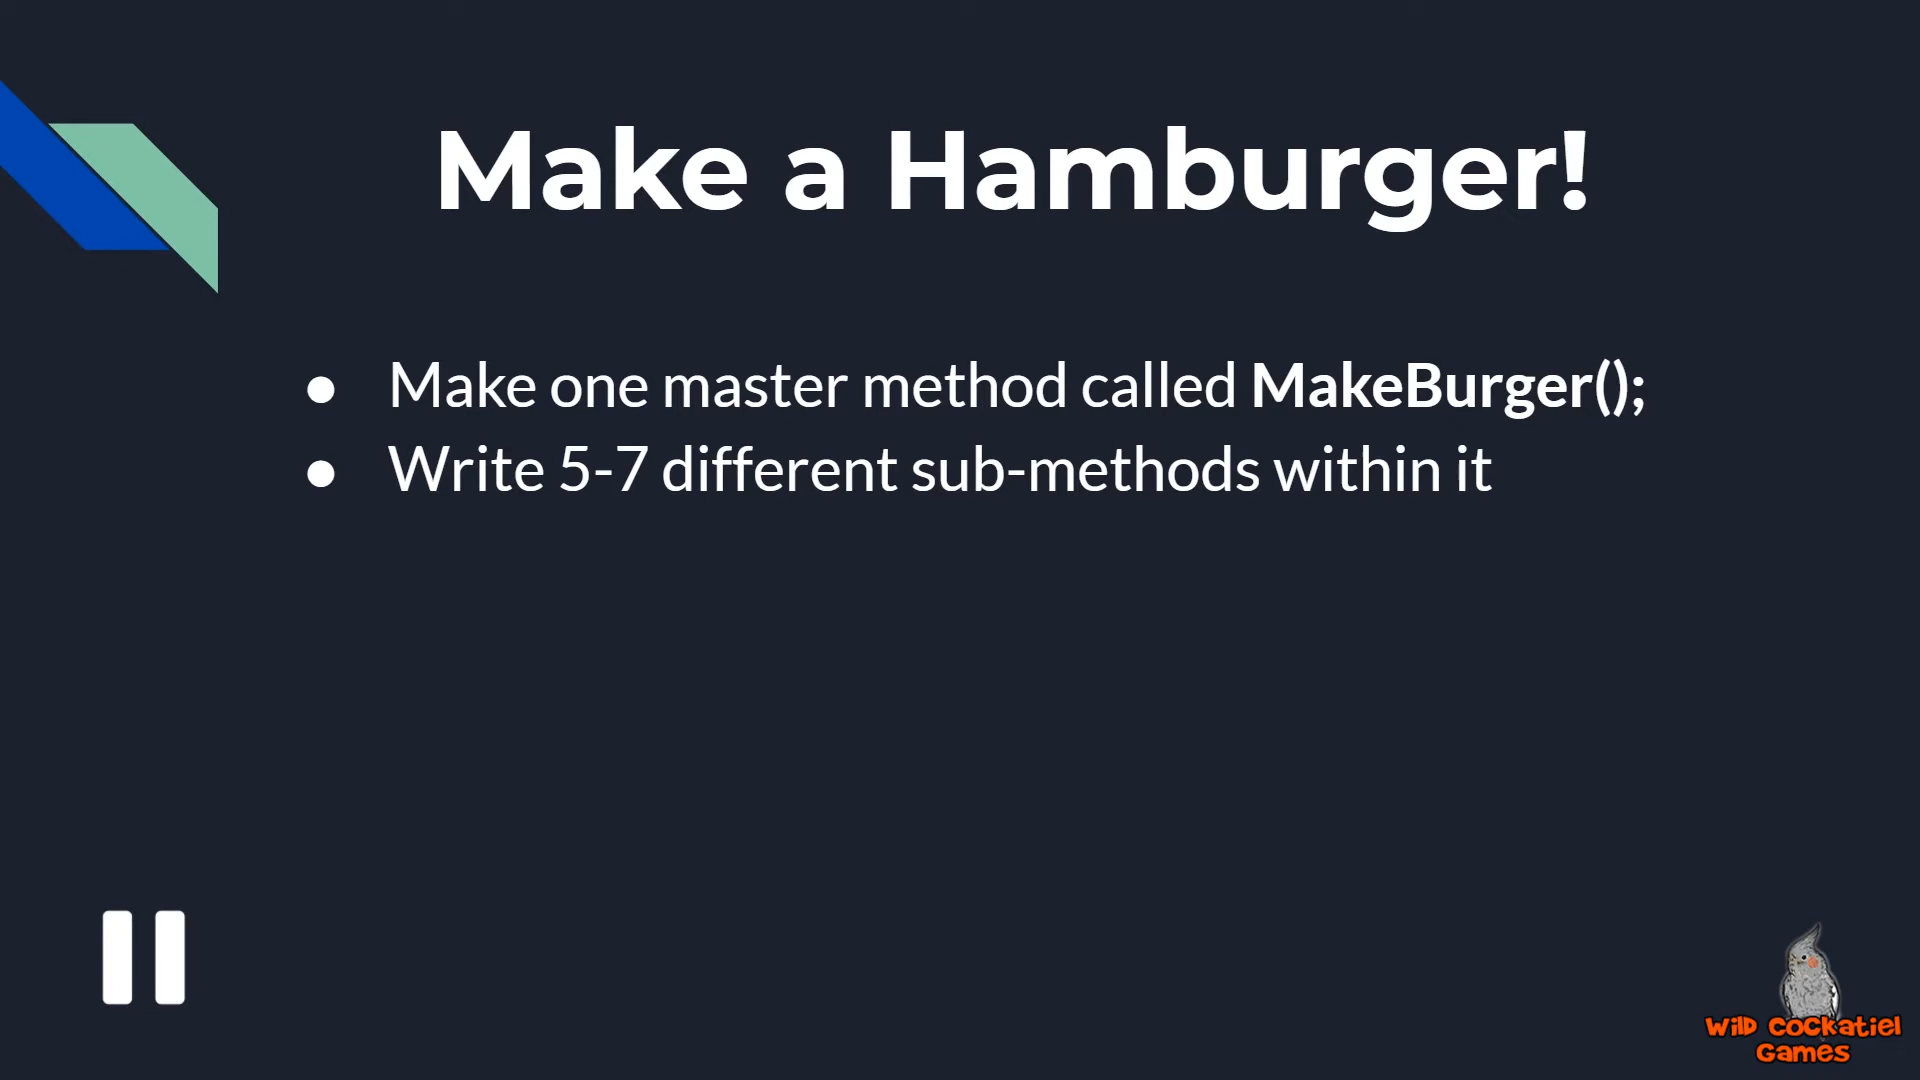 Make a Hamburger!
● Make one master method called MakeBurger();
● Write 5-7 different sub-methods within it
Wild Cockatiel
Games